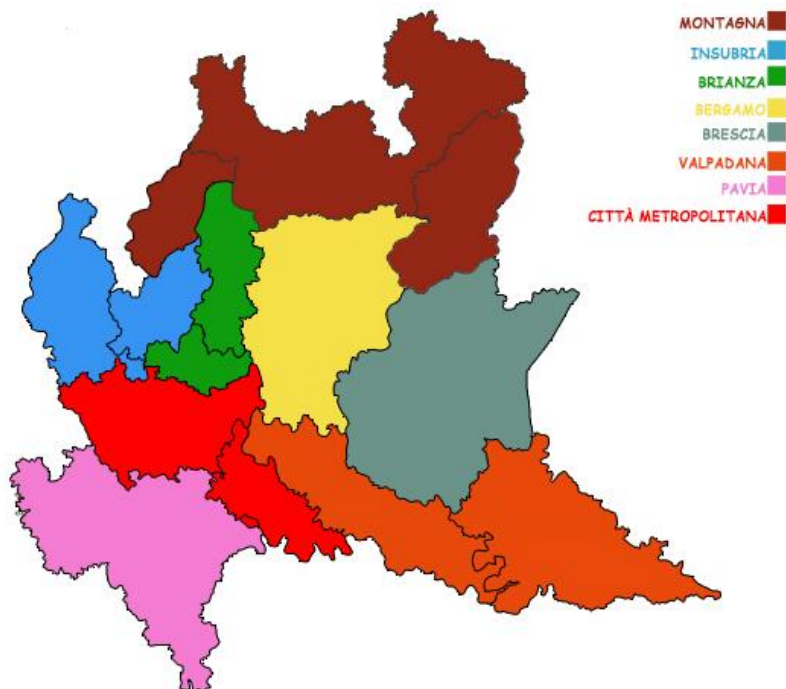 MONTAGNA
INSUBRIA
BRIANZA
BERGAMO
BRESCIA
VALPADANA
PAVIA
CITTÀ METROPOLITANA